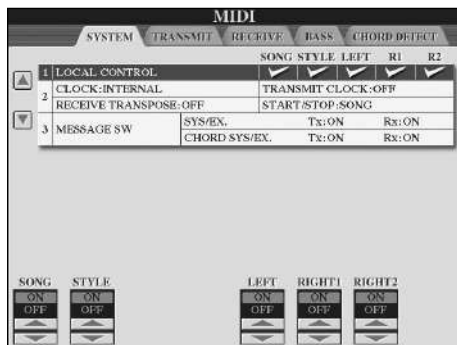 MIDI
SYSTEM TRANSMIT RECEIVE BASS CHORD DETECT
SONG STYLE LEFT R1 R2
1 LOCAL CONTROL
2 CLOCK:INTERNAL TRANSMIT CLOCK:OFF
RECEIVE TRANSPOSE:OFF START/STOP:SONG
3 MESSAGE SW SYS/EX. Tx:ON Rx:ON
CHORD SYS/EX. Tx:ON Rx:ON
SONG STYLE LEFT RIGHT1 RIGHT2
ON ON ON ON ON
OFF OFF OFF OFF OFF